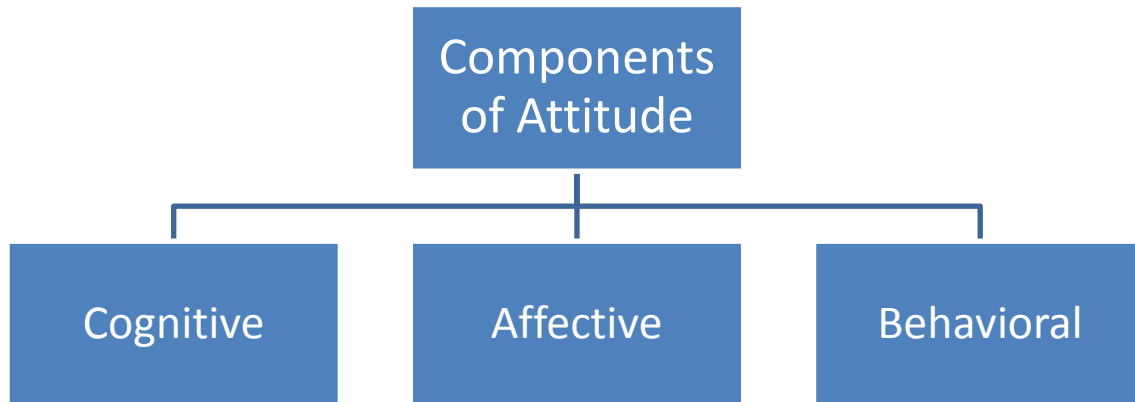 Components
of Attitude
Cognitive
Affective
Behavioral